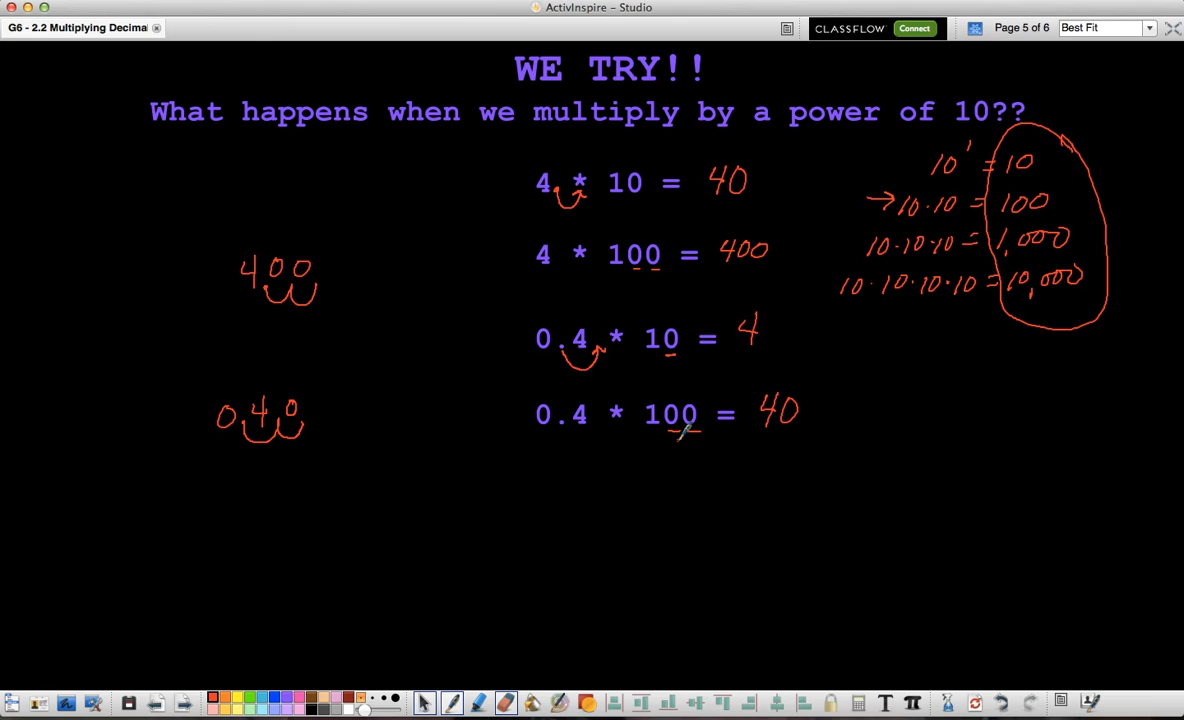 ActivInspire - Studio
G6 - 2.2 Multiplying Decima
CLASSFLOW Connect
Page 5 of 6
Best Fit
WE TRY!!
What happens when we multiply by a power of 10??
4 * 10 = 40
4 * 100 = 400
0.4 * 10 = 4
0.4 * 100 = 40
400
0.40
10¹ = 10
→10·10 = 100
10·10·10 = 1,000
10·10·10·10 = 10,000